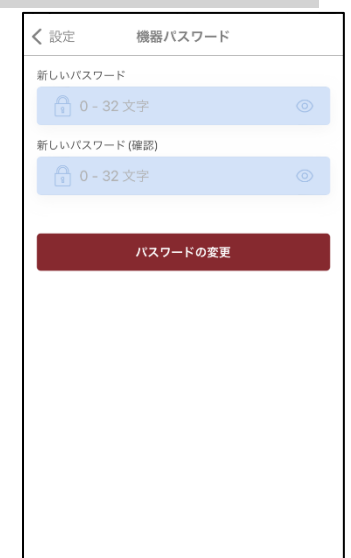 設定 機器パスワード
新しいパスワード
0 - 32 文字
新しいパスワード (確認)
0 - 32 文字
パスワードの変更